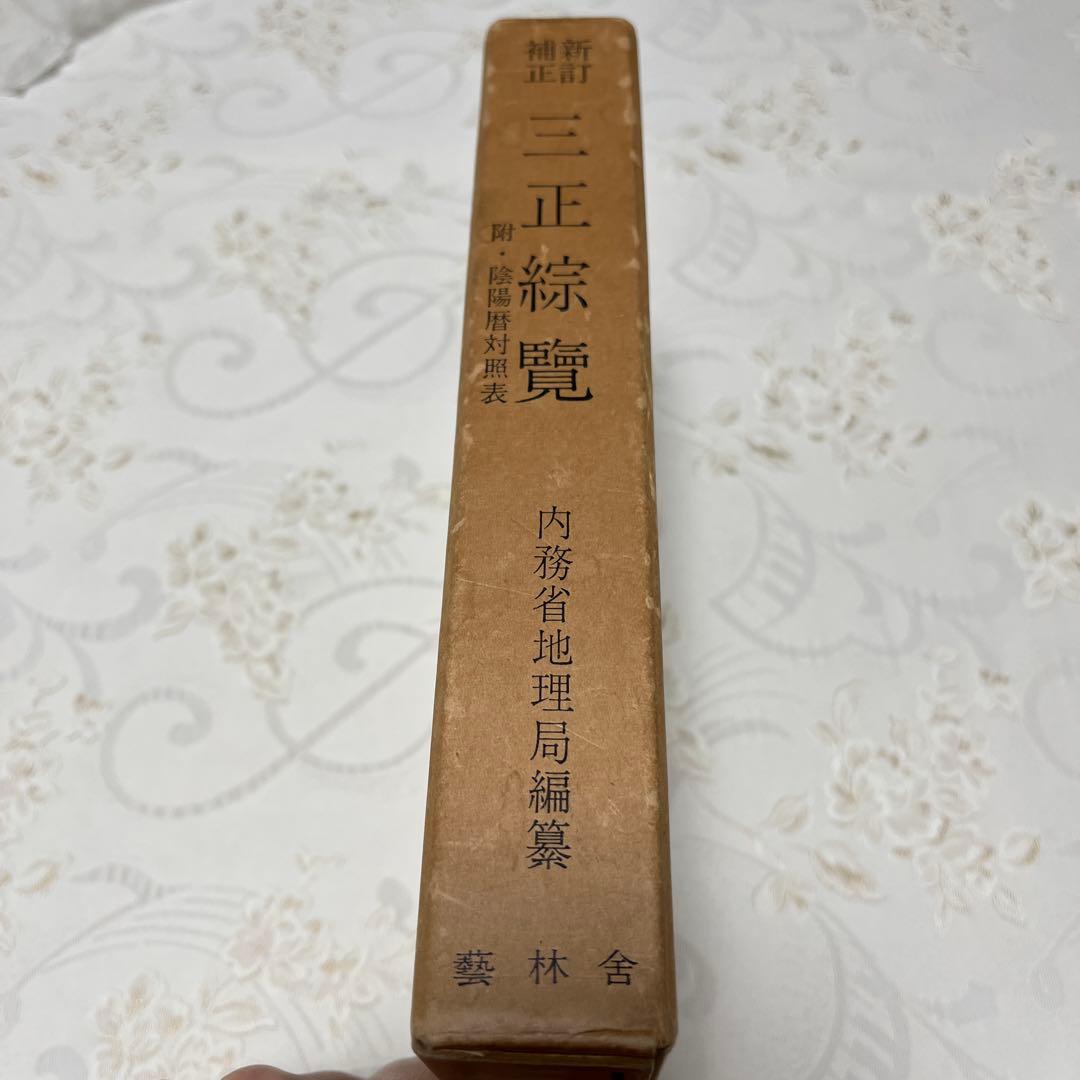 新訂
補正
三正綜覽
附・陰陽暦対照表
内務省地理局編纂
藝林舎